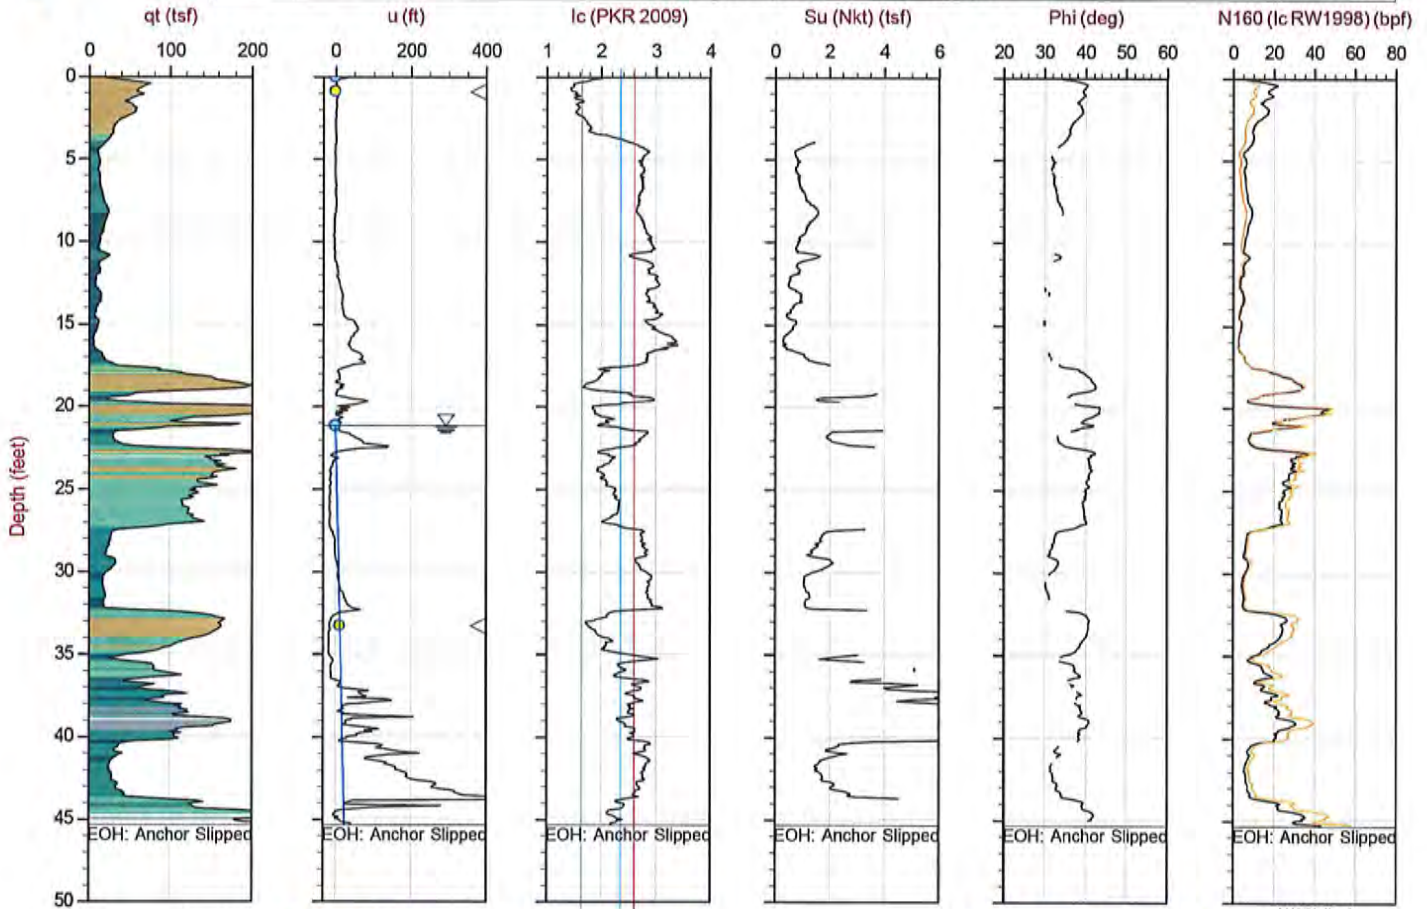 qt (tsf) u (ft) Ic (PKR 2009) Su (Nkt) (tsf) Phi (deg) N160 (Ic RW1998) (bpf)
0 100 200 0 200 400 1 2 3 4 0 2 4 6 20 30 40 50 60 0 20 40 60 80
0
5
10
15
20
25
30
35
40
45
50
Depth (feet)
EOH: Anchor Slipped EOH: Anchor Slipped EOH: Anchor Slipped EOH: Anchor Slipped EOH: Anchor Slipped EOH: Anchor Slipped